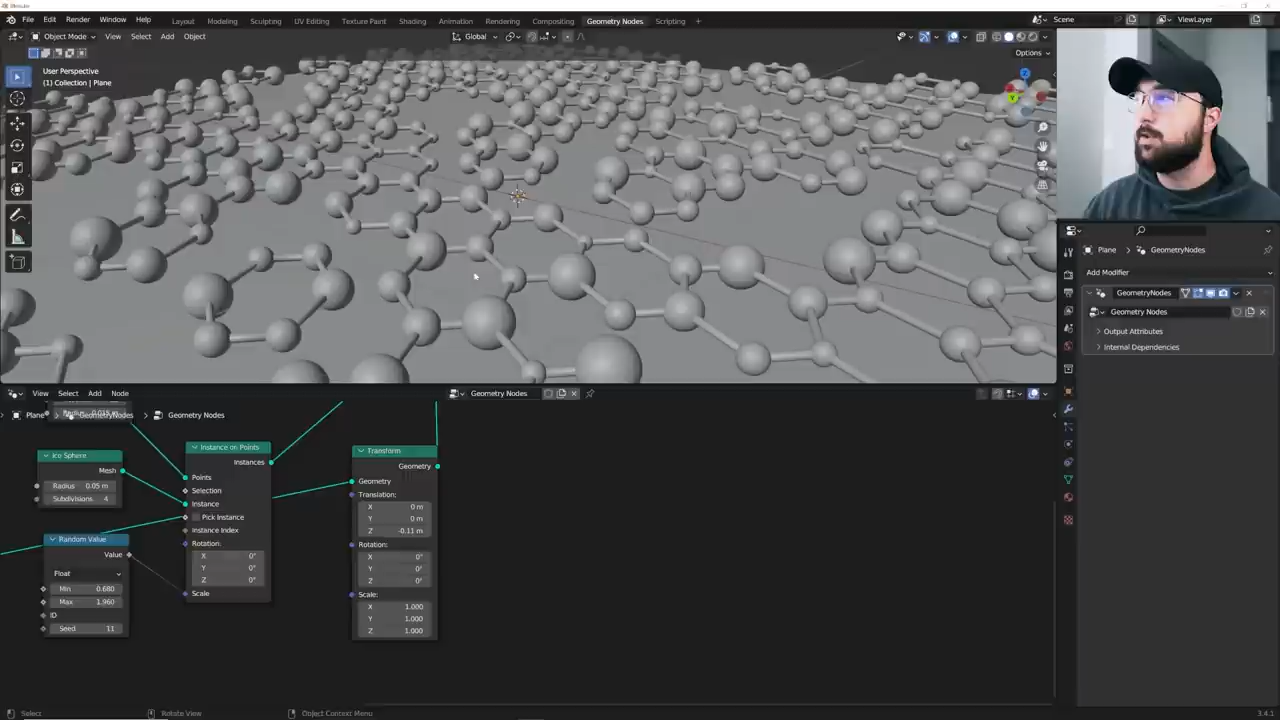 File Edit Render Window Help Layout Modeling Sculpting UV Editing Texture Paint Shading Animation Rendering Compositing Geometry Nodes Scripting + Scene ViewLayer
Object Mode View Select Add Object Global
Options
User Perspective
(1) Collection | Plane
Z
Plane GeometryNodes
Add Modifier
GeometryNodes
Geometry Nodes
Output Attributes
Internal Dependencies
View Select Add Node Geometry Nodes
Plane GeometryNodes Geometry Nodes
Ico Sphere
Mesh
Radius 0.05 m
Subdivisions 4
Random Value
Value
Float
Min 0.680
Max 1.960
ID
Seed 11
Instance on Points
Instances
Points
Selection
Instance
Pick Instance
Instance Index
Rotation:
X 0°
Y 0°
Z 0°
Scale
Transform
Geometry
Geometry
Translation:
X 0 m
Y 0 m
Z -0.11 m
Rotation:
X 0°
Y 0°
Z 0°
Scale:
X 1.000
Y 1.000
Z 1.000
Select Rotate View Object Context Menu 3.4.1